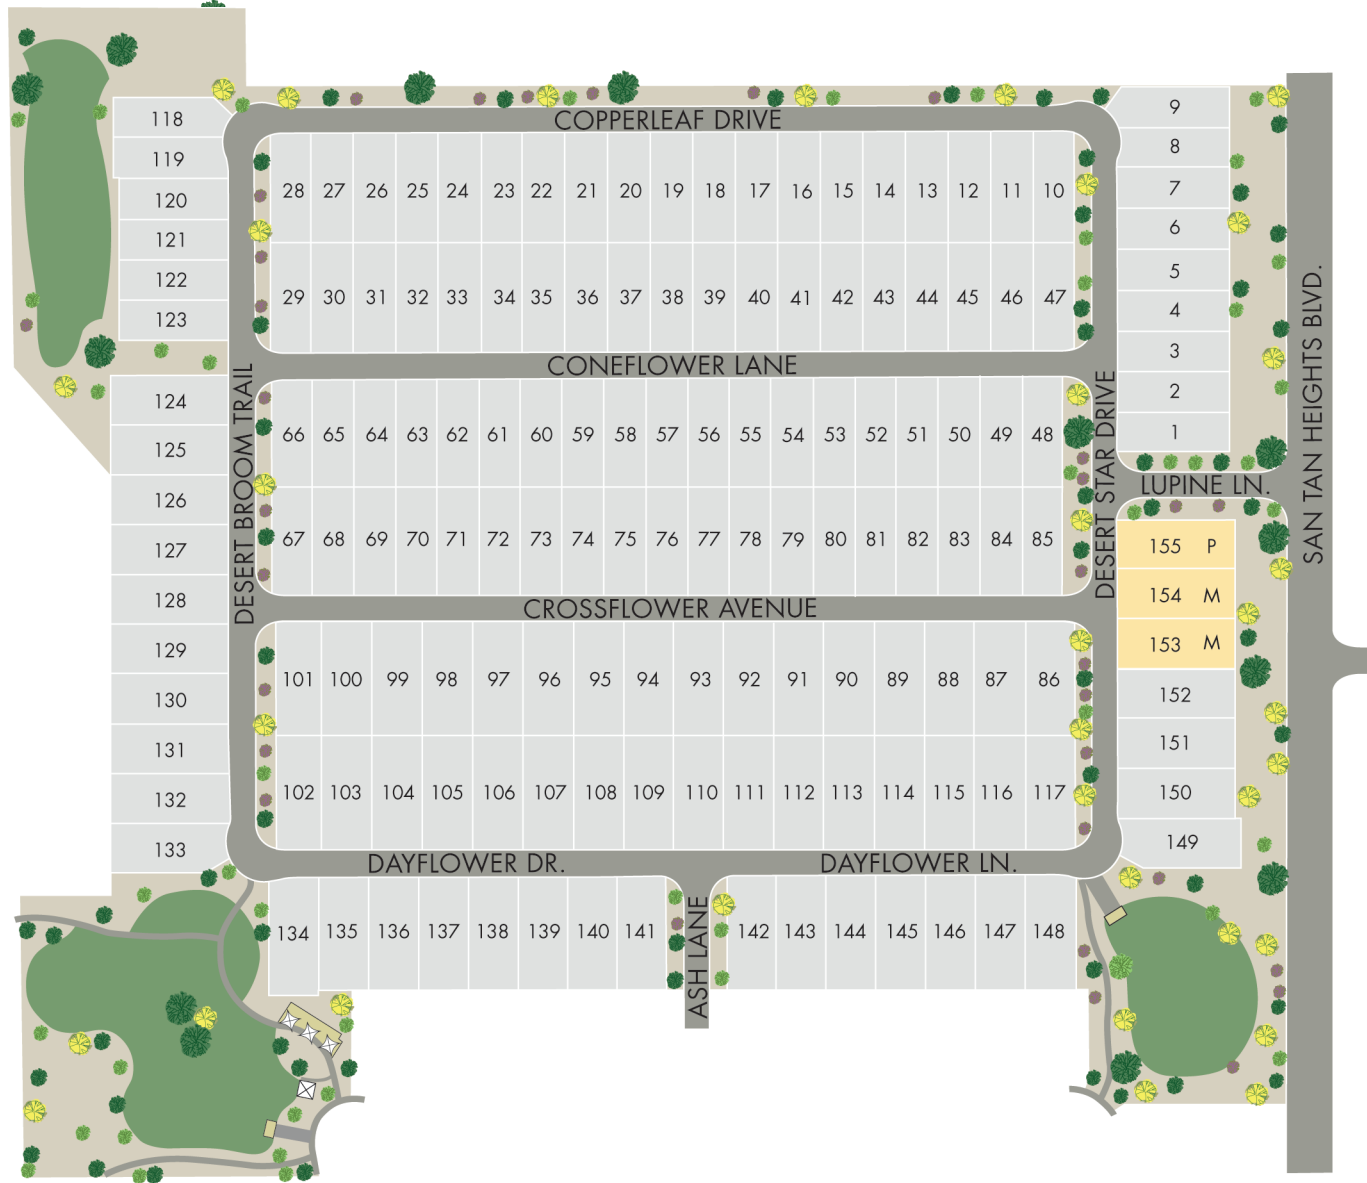 COPPERLEAF DRIVE
118
119
120
121
122
123
28 27 26 25 24 23 22 21 20 19 18 17 16 15 14 13 12 11 10
29 30 31 32 33 34 35 36 37 38 39 40 41 42 43 44 45 46 47
9
8
7
6
5
4
3
2
1
CONEFLOWER LANE
DESERT BROOM TRAIL
DESERT STAR DRIVE
SAN TAN HEIGHTS BLVD.
LUPINE LN.
124
125
126
127
128
129
130
131
132
133
66 65 64 63 62 61 60 59 58 57 56 55 54 53 52 51 50 49 48
67 68 69 70 71 72 73 74 75 76 77 78 79 80 81 82 83 84 85
155 P
154 M
153 M
152
151
150
149
CROSSFLOWER AVENUE
101 100 99 98 97 96 95 94 93 92 91 90 89 88 87 86
102 103 104 105 106 107 108 109 110 111 112 113 114 115 116 117
DAYFLOWER DR.
DAYFLOWER LN.
134 135 136 137 138 139 140 141
ASH LANE
142 143 144 145 146 147 148